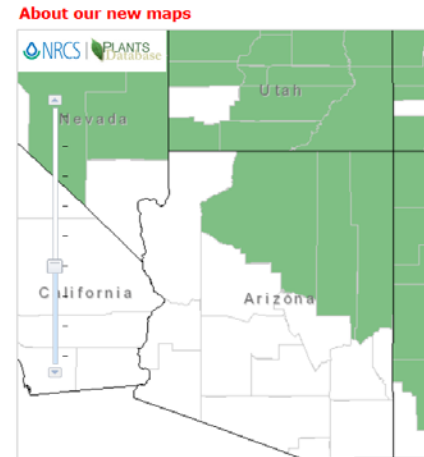 About our new maps
NRCS | PLANTS
Database
Utah
Nevada
California
Arizona